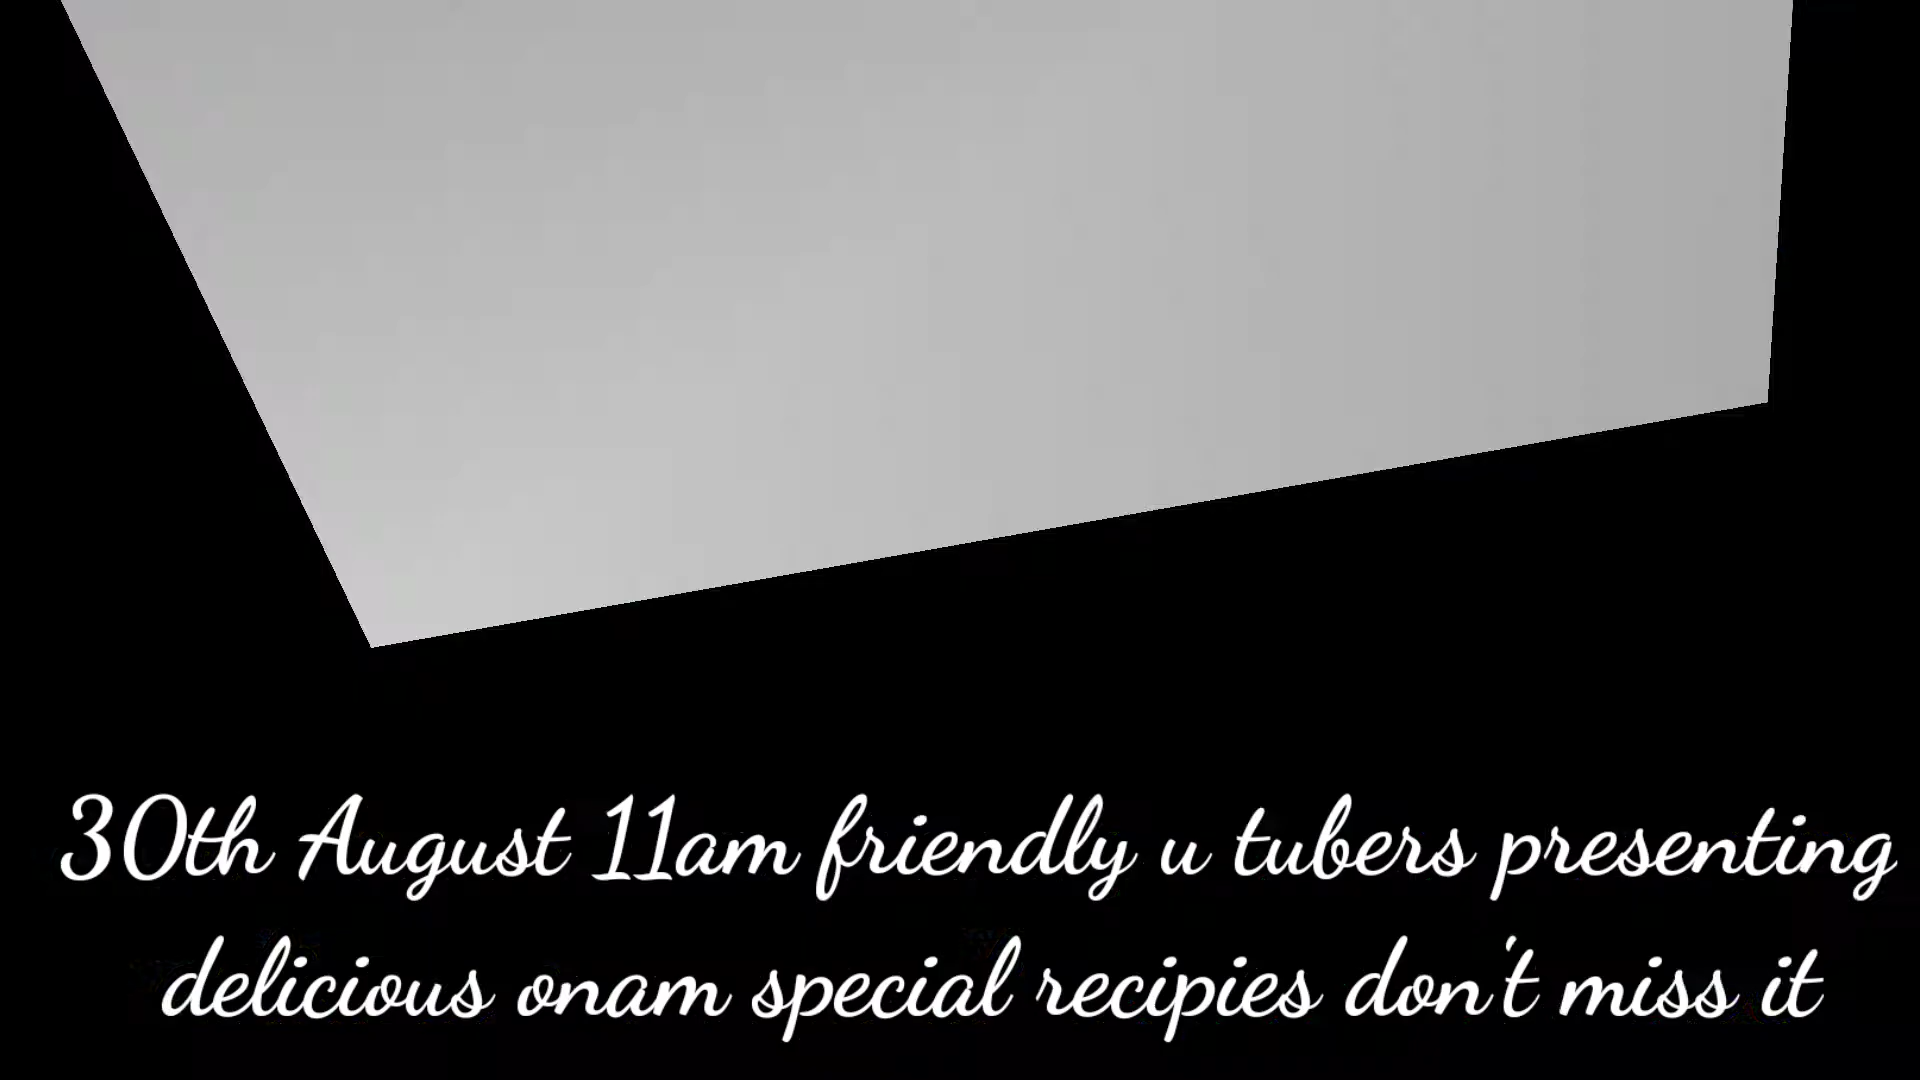 30th August 11am friendly u tubers presenting
delicious onam special recipies don't miss it